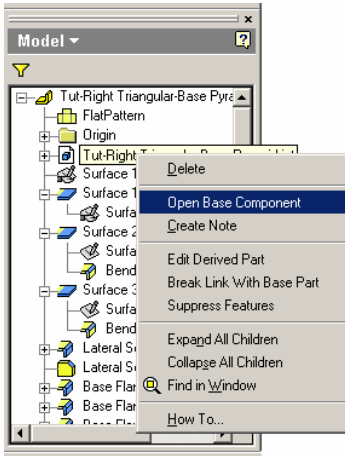 Model
Tut-Right Triangular-Base Pyra
FlatPattern
Origin
Tut-Right
Surface 1
Delete
Surface 1
Open Base Component
Surfa
Create Note
Surface 2
Surfa
Edit Derived Part
Bend
Break Link With Base Part
Surface 3
Suppress Features
Surfa
Bend
Expand All Children
Lateral S
Collapse All Children
Lateral S
Find in Window
Base Flar
Base Flar
How To...